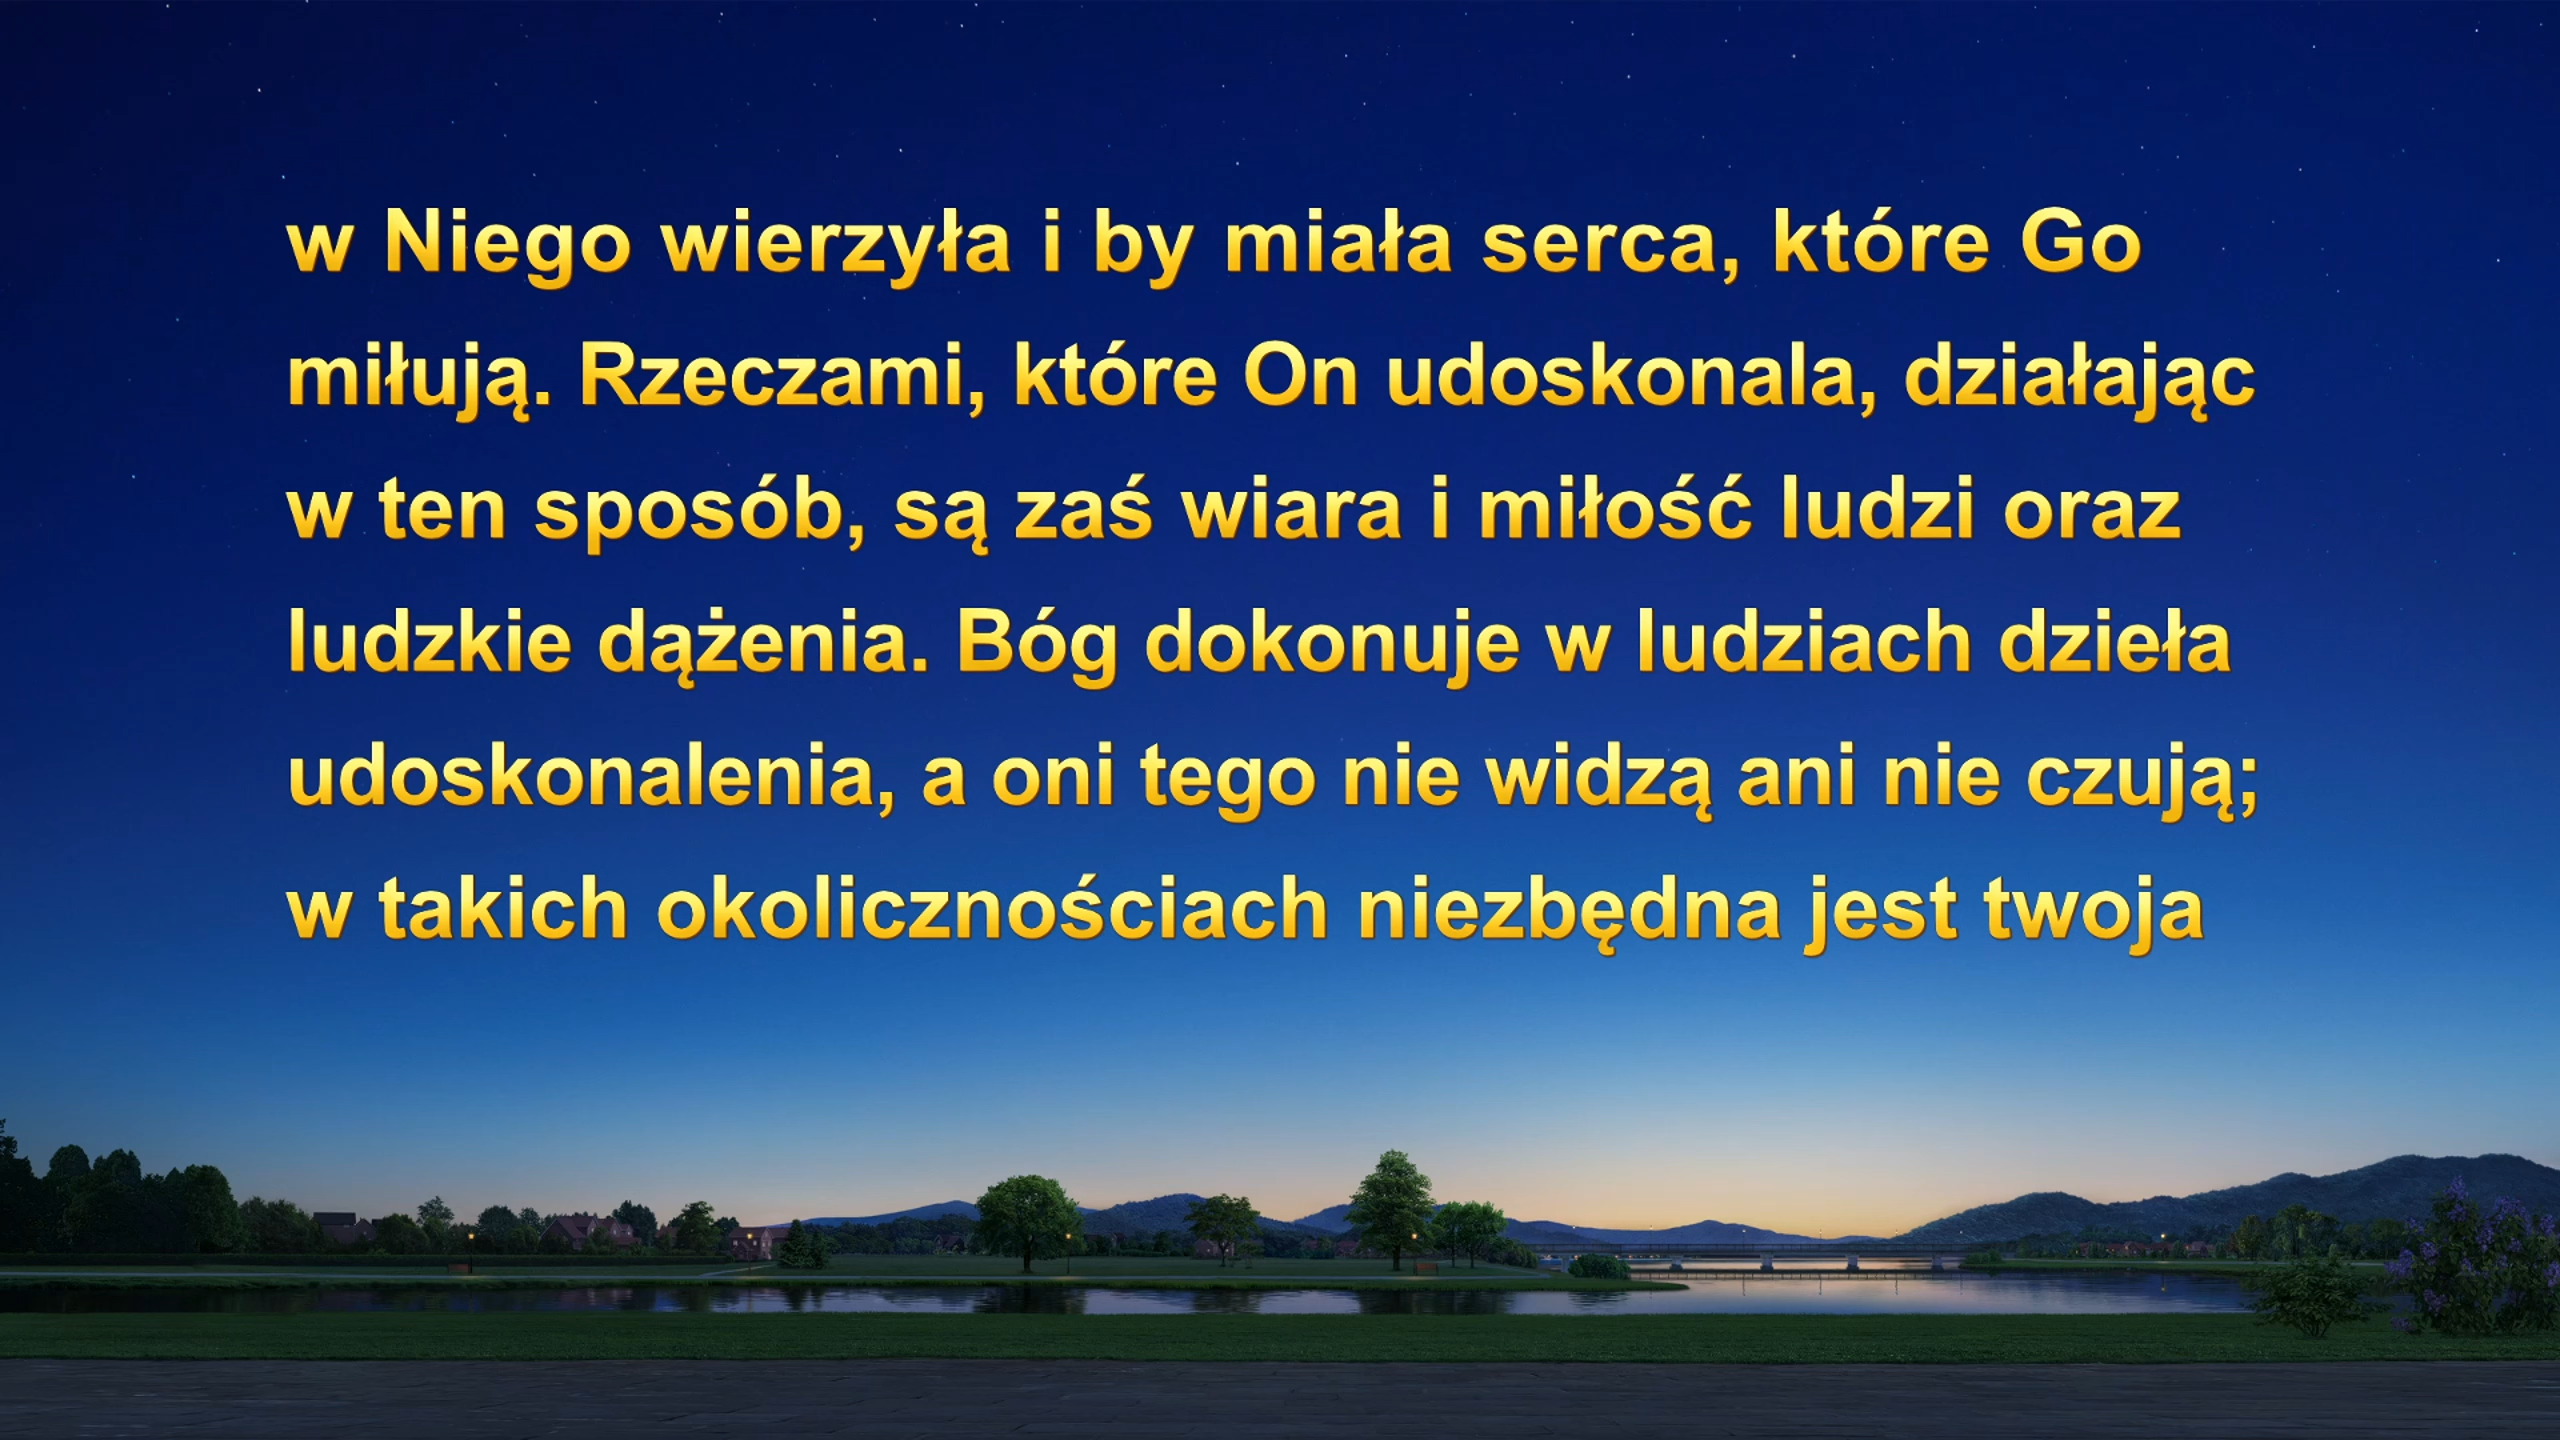 w Niego wierzyła i by miała serca, które Go
miłują. Rzeczami, które On udoskonala, działając
w ten sposób, są zaś wiara i miłość ludzi oraz
ludzkie dążenia. Bóg dokonuje w ludziach dzieła
udoskonalenia, a oni tego nie widzą ani nie czują;
w takich okolicznościach niezbędna jest twoja